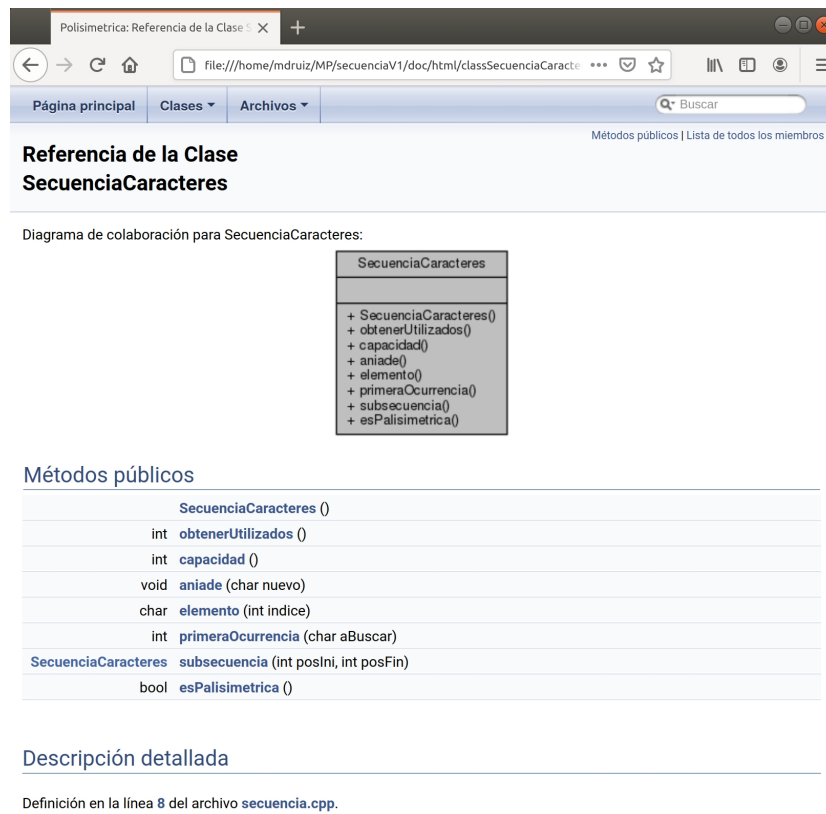 Polisimetrica: Referencia de la Clase S
file:///home/mdruiz/MP/secuenciaV1/doc/html/classSecuenciaCaracte
Página principal Clases Archivos Buscar
Métodos públicos | Lista de todos los miembros
Referencia de la Clase
SecuenciaCaracteres
Diagrama de colaboración para SecuenciaCaracteres:
SecuenciaCaracteres
+ SecuenciaCaracteres()
+ obtenerUtilizados()
+ capacidad()
+ aniade()
+ elemento()
+ primeraOcurrencia()
+ subsecuencia()
+ esPalisimetrica()
Métodos públicos
SecuenciaCaracteres ()
int obtenerUtilizados ()
int capacidad ()
void aniade (char nuevo)
char elemento (int indice)
int primeraOcurrencia (char aBuscar)
SecuenciaCaracteres subsecuencia (int posIni, int posFin)
bool esPalisimetrica ()
Descripción detallada
Definición en la línea 8 del archivo secuencia.cpp.